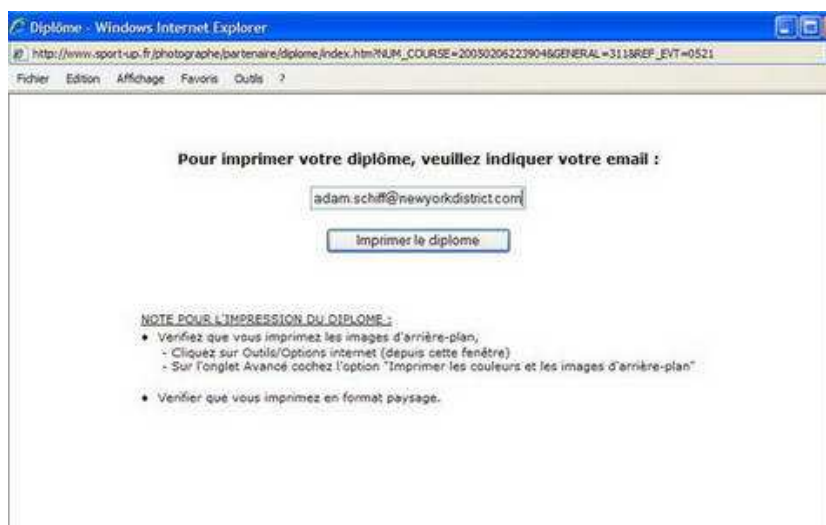 Diplôme - Windows Internet Explorer
http://www.sport-up.fr/photographe/partenaire/diplome/index.htm?NUM_COURSE=20050206223904&GENERAL=311&REF_EVT=0521
Fichier Edition Affichage Favoris Outils ?
Pour imprimer votre diplôme, veuillez indiquer votre email :
adam.schiff@newyorkdistrict.com
Imprimer le diplome
NOTE POUR L'IMPRESSION DU DIPLOME :
• Verifiez que vous imprimez les images d'arrière-plan,
- Cliquez sur Outils/Options internet (depuis cette fenêtre)
- Sur l'onglet Avancé cochez l'option "Imprimer les couleurs et les images d'arrière-plan"
• Verifier que vous imprimez en format paysage.